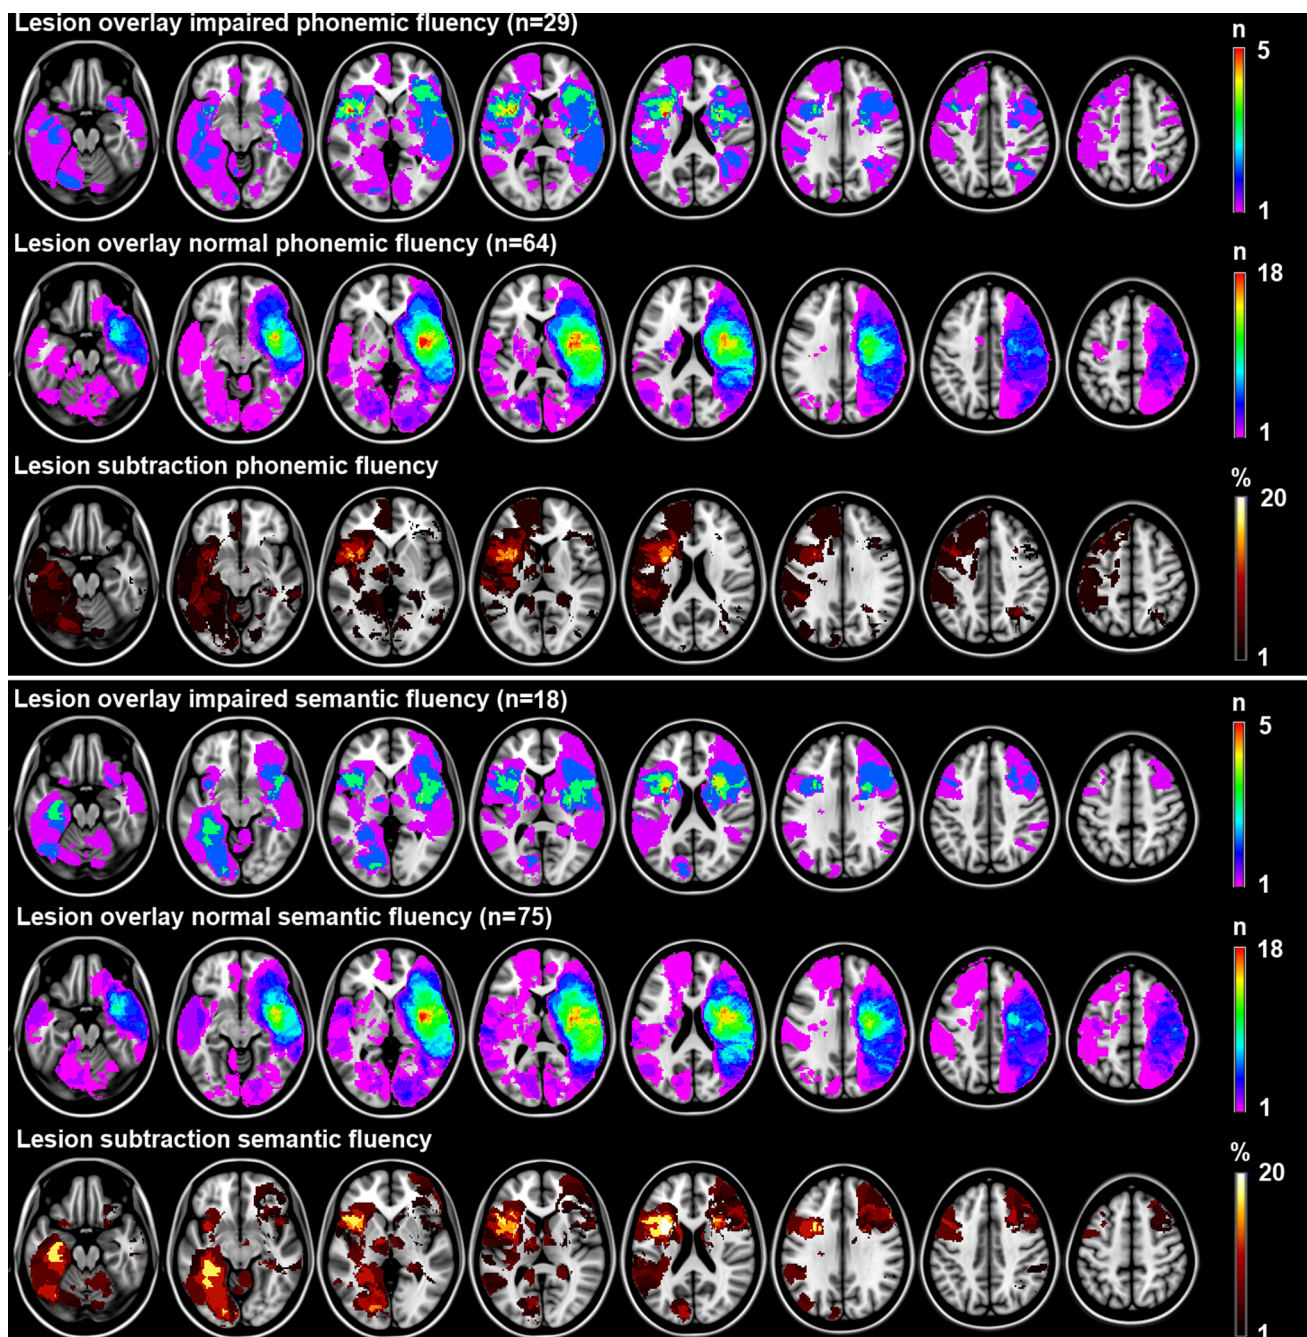 Lesion overlay impaired phonemic fluency (n=29)
n
5
1
Lesion overlay normal phonemic fluency (n=64)
n
18
1
Lesion subtraction phonemic fluency
%
20
1
Lesion overlay impaired semantic fluency (n=18)
n
5
1
Lesion overlay normal semantic fluency (n=75)
n
18
1
Lesion subtraction semantic fluency
%
20
1